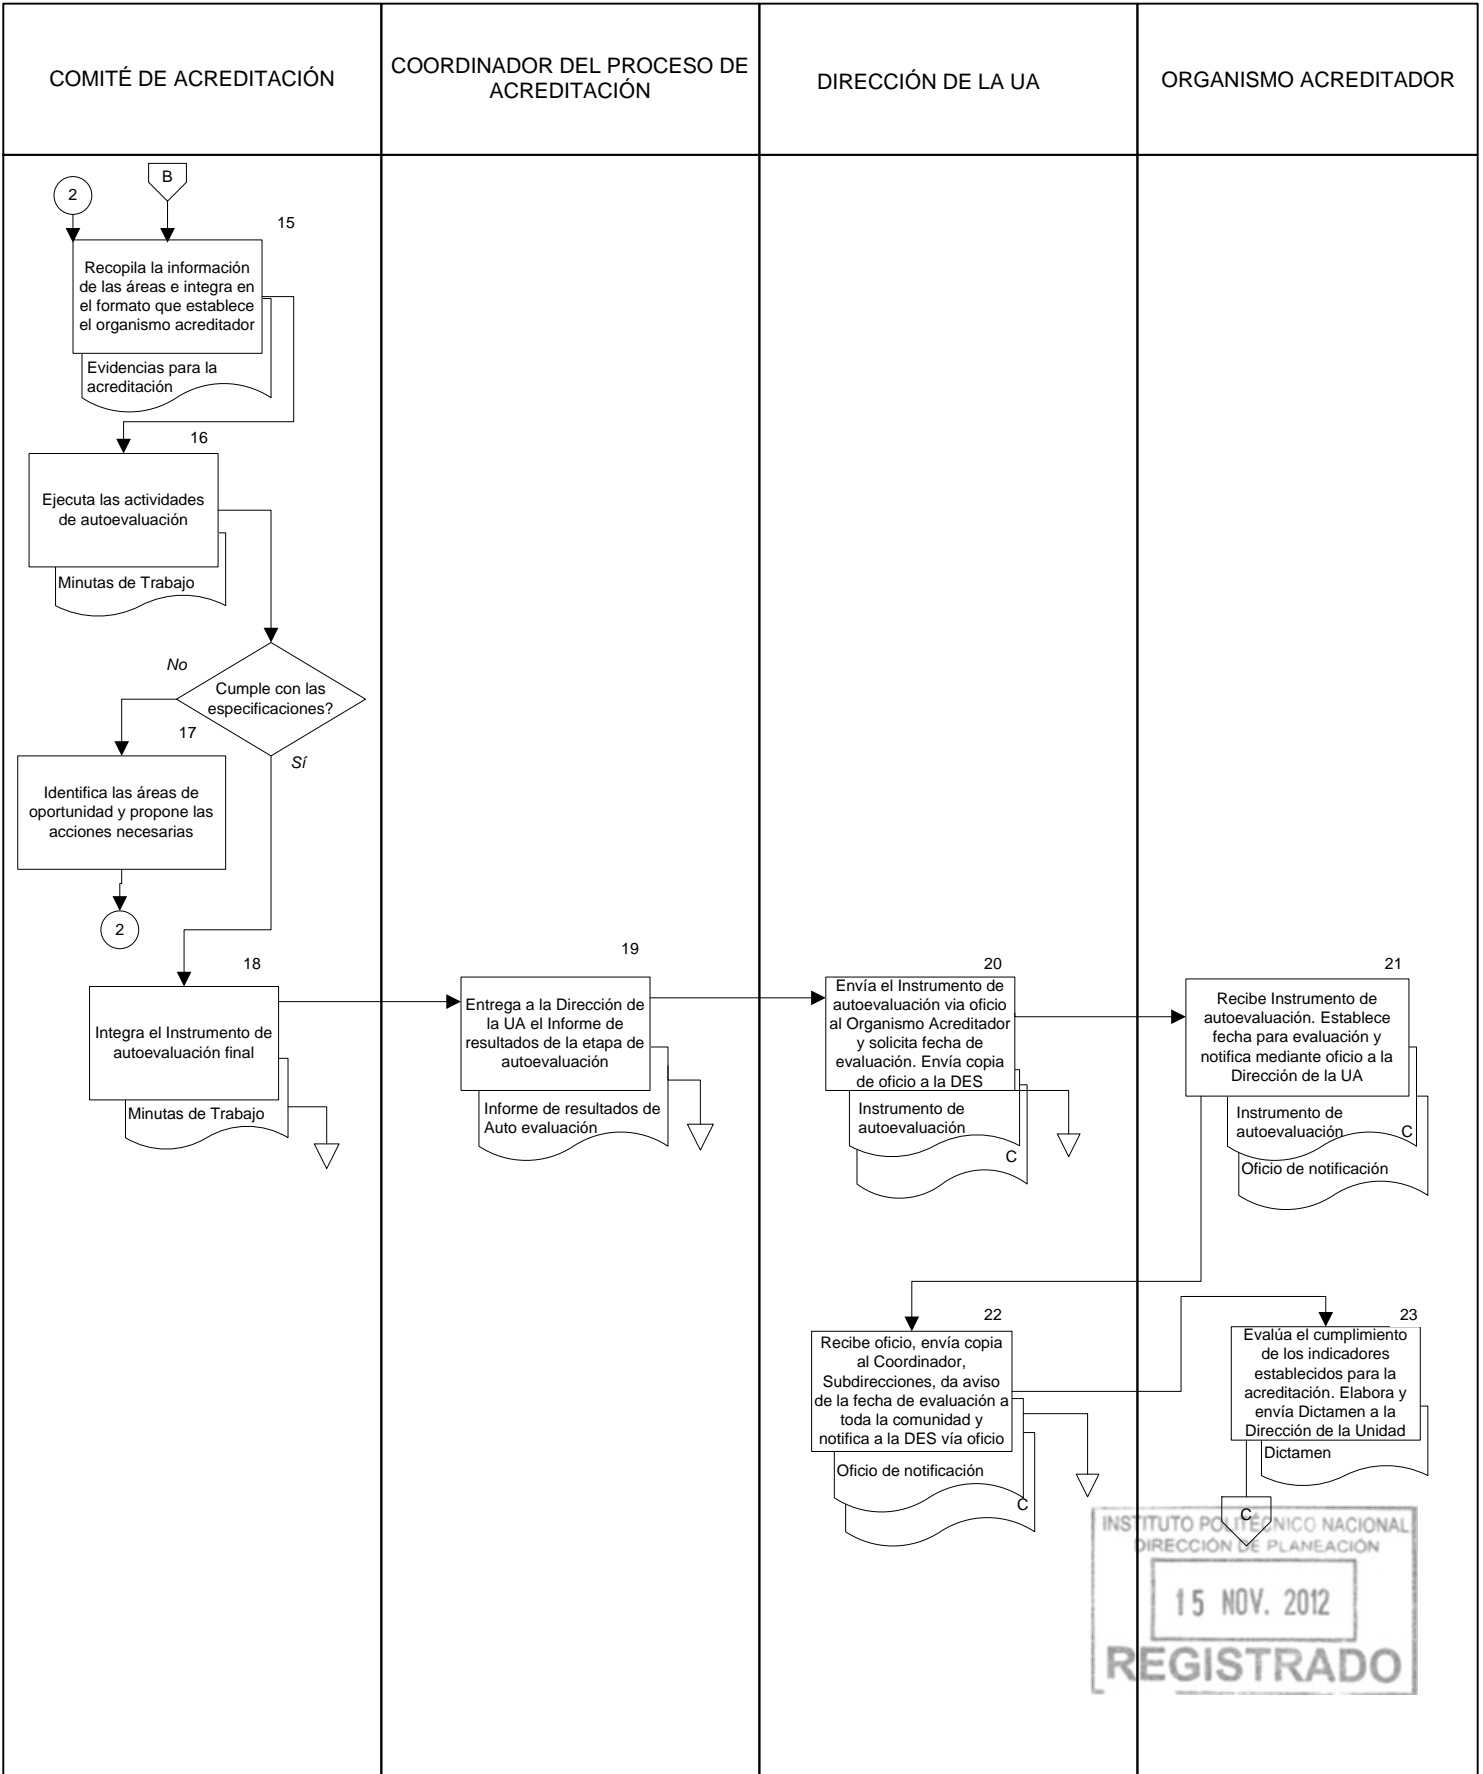 COMITÉ DE ACREDITACIÓN
COORDINADOR DEL PROCESO DE
ACREDITACIÓN
DIRECCIÓN DE LA UA
ORGANISMO ACREDITADOR
B
2
15
Recopila la información
de las áreas e integra en
el formato que establece
el organismo acreditador
Evidencias para la
acreditación
16
Ejecuta las actividades
de autoevaluación
Minutas de Trabajo
No
Cumple con las
especificaciones?
17
Sí
Identifica las áreas de
oportunidad y propone las
acciones necesarias
2
18
Integra el Instrumento de
autoevaluación final
Minutas de Trabajo
19
Entrega a la Dirección de
la UA el Informe de
resultados de la etapa de
autoevaluación
Informe de resultados de
Auto evaluación
20
Envía el Instrumento de
autoevaluación via oficio
al Organismo Acreditador
y solicita fecha de
evaluación. Envía copia
de oficio a la DES
Instrumento de
autoevaluación
C
21
Recibe Instrumento de
autoevaluación. Establece
fecha para evaluación y
notifica mediante oficio a la
Dirección de la UA
Instrumento de
autoevaluación
C
Oficio de notificación
22
Recibe oficio, envía copia
al Coordinador,
Subdirecciones, da aviso
de la fecha de evaluación a
toda la comunidad y
notifica a la DES vía oficio
Oficio de notificación
C
23
Evalúa el cumplimiento
de los indicadores
establecidos para la
acreditación. Elabora y
envía Dictamen a la
Dirección de la Unidad
Dictamen
C
INSTITUTO POLITÉCNICO NACIONAL
DIRECCIÓN DE PLANEACIÓN
15 NOV. 2012
REGISTRADO